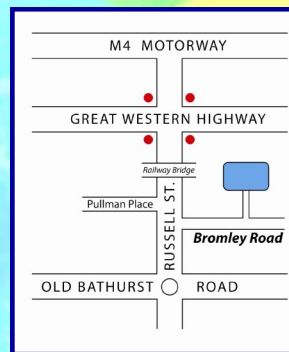 M4 MOTORWAY
GREAT WESTERN HIGHWAY
Railway Bridge
Pullman Place
RUSSELL ST.
Bromley Road
OLD BATHURST ROAD